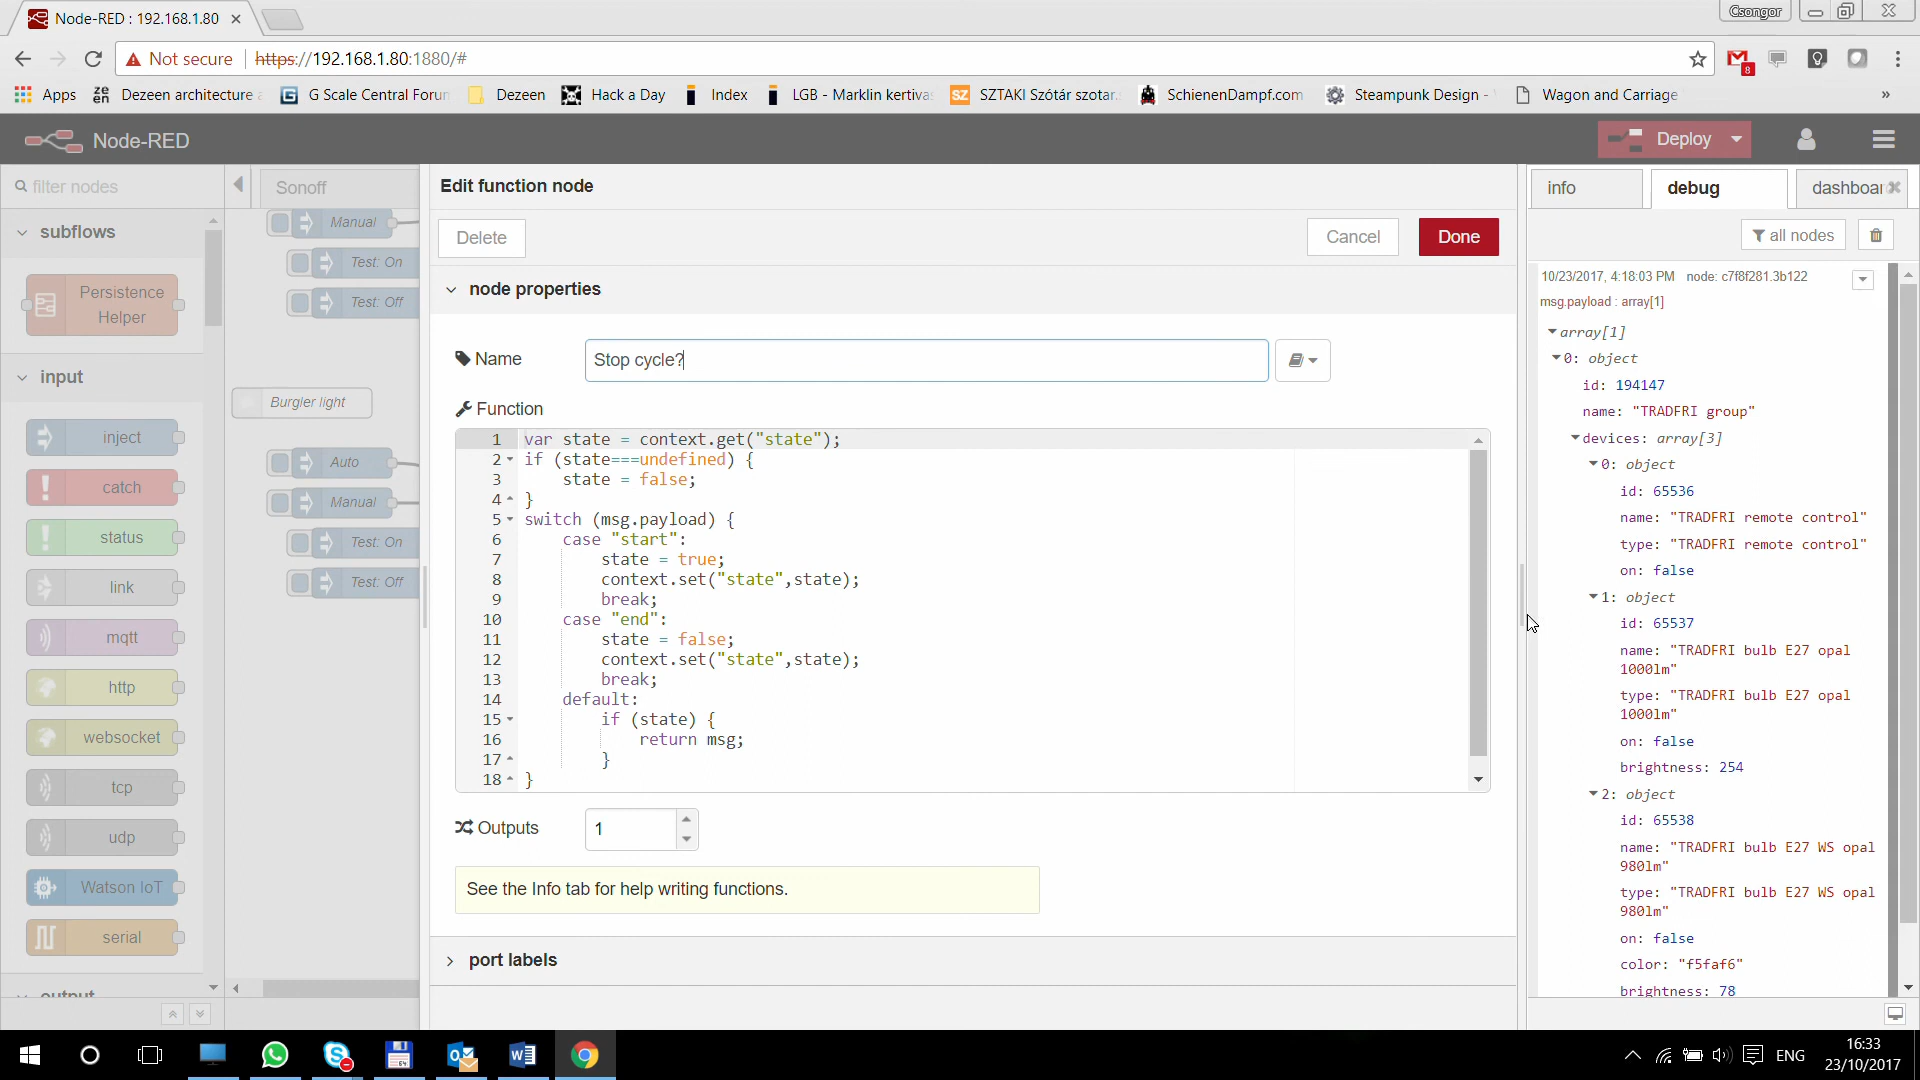 Node-RED : 192.168.1.80
Csongor
Not secure
https://192.168.1.80:1880/#
8
Apps
Dezeen architecture
G Scale Central Forun
Dezeen
Hack a Day
Index
LGB - Marklin kertivas
SZ
SZTAKI Szótár szotar.
SchienenDampf.com
Steampunk Design -
Wagon and Carriage
»
Node-RED
Deploy
filter nodes
subflows
Persistence
Helper
input
inject
catch
status
link
mqtt
http
websocket
tcp
udp
Watson IoT
serial
output
Sonoff
Manual
Test: On
Test: Off
Burgler light
Auto
Manual
Test: On
Test: Off
Edit function node
Delete
Cancel
Done
node properties
Name
Stop cycle?
Function
1 var state = context.get("state");
2 if (state===undefined) {
3 state = false;
4 }
5 switch (msg.payload) {
6 case "start":
7 state = true;
8 context.set("state",state);
9 break;
10 case "end":
11 state = false;
12 context.set("state",state);
13 break;
14 default:
15 if (state) {
16 return msg;
17 }
18 }
Outputs
1
See the Info tab for help writing functions.
port labels
info
debug
dashboar
all nodes
10/23/2017, 4:18:03 PM node: c7f8f281.3b122
msg.payload : array[1]
array[1]
0: object
id: 194147
name: "TRADFRI group"
devices: array[3]
0: object
id: 65536
name: "TRADFRI remote control"
type: "TRADFRI remote control"
on: false
1: object
id: 65537
name: "TRADFRI bulb E27 opal
1000lm"
type: "TRADFRI bulb E27 opal
1000lm"
on: false
brightness: 254
2: object
id: 65538
name: "TRADFRI bulb E27 WS opal
980lm"
type: "TRADFRI bulb E27 WS opal
980lm"
on: false
color: "f5faf6"
brightness: 78
64
ENG
16:33
23/10/2017